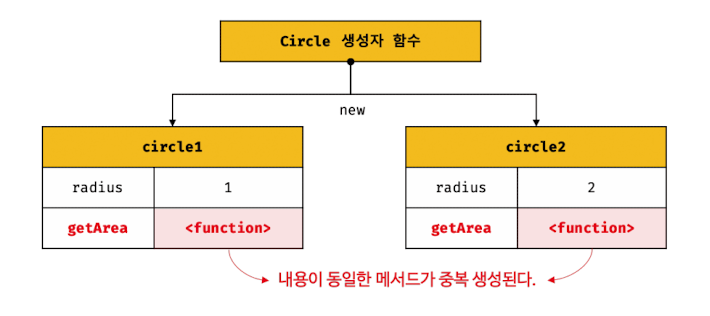 Circle 생성자 함수
new
circle1
circle2
radius 1
radius 2
getArea <function>
getArea <function>
내용이 동일한 메서드가 중복 생성된다.